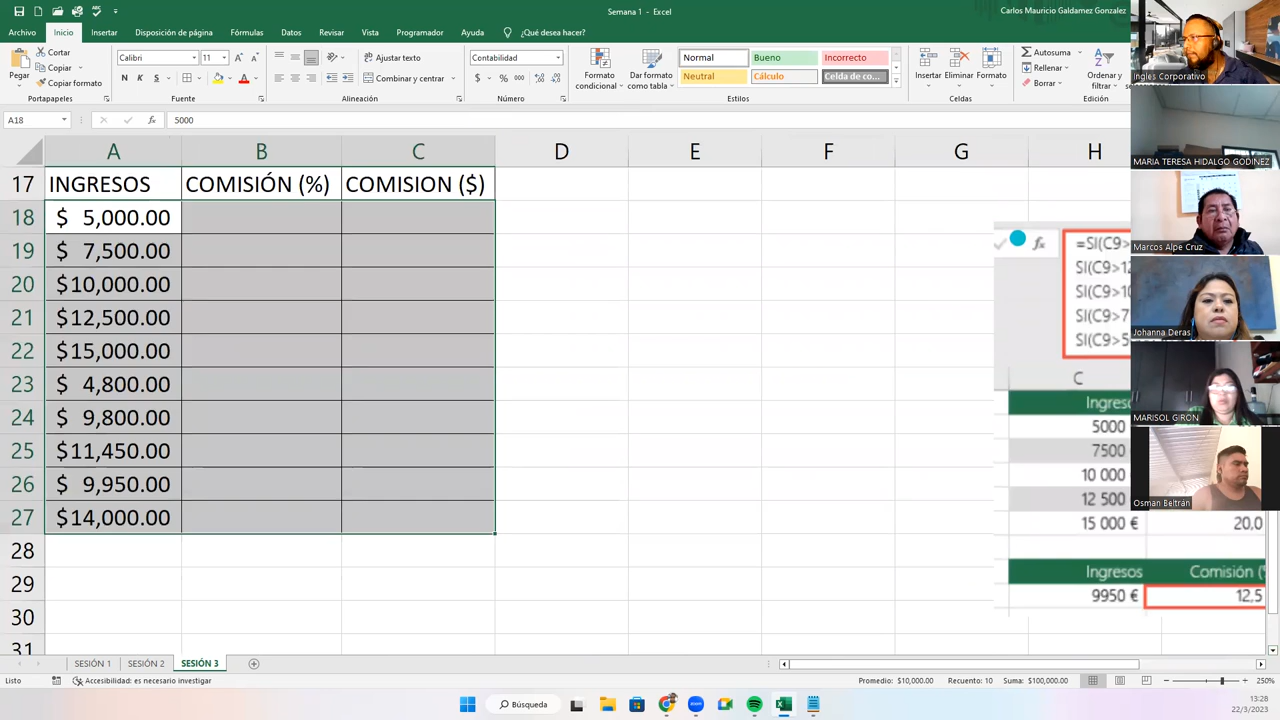 Semana 1 - Excel
Carlos Mauricio Galdamez Gonzalez
Archivo Inicio Insertar Disposición de página Fórmulas Datos Revisar Vista Programador Ayuda ¿Qué desea hacer?
Pegar
Cortar
Copiar
Copiar formato
Portapapeles
Calibri 11
N K S
Fuente
Ajustar texto
Combinar y centrar
Alineación
Contabilidad
$ % 000
Número
Formato condicional
Dar formato como tabla
Normal Bueno Incorrecto
Neutral Cálculo Celda de co...
Estilos
Insertar Eliminar Formato
Celdas
Autosuma
Rellenar
Borrar
Ordenar y filtrar
Edición
A18 fx 5000
A B C D E F G H
17 INGRESOS COMISIÓN (%) COMISION ($)
18 $ 5,000.00
19 $ 7,500.00
20 $10,000.00
21 $12,500.00
22 $15,000.00
23 $ 4,800.00
24 $ 9,800.00
25 $11,450.00
26 $ 9,950.00
27 $14,000.00
28
29
30
31
fx =SI(C9>
SI(C9>12
SI(C9>10
SI(C9>7
SI(C9>5
C
Ingres
5000
7500
10 000
12 500
15 000 € 20,0
Ingresos Comisión (
9950 € 12,5
Ingles Corporativo
MARIA TERESA HIDALGO GODINEZ
Marcos Alpe Cruz
Johanna Deras
MARISOL GIRON
Osman Beltrán
SESIÓN 1 SESIÓN 2 SESIÓN 3
Listo Accesibilidad: es necesario investigar Promedio: $10,000.00 Recuento: 10 Suma: $100,000.00 250%
Búsqueda
13:28
22/3/2023